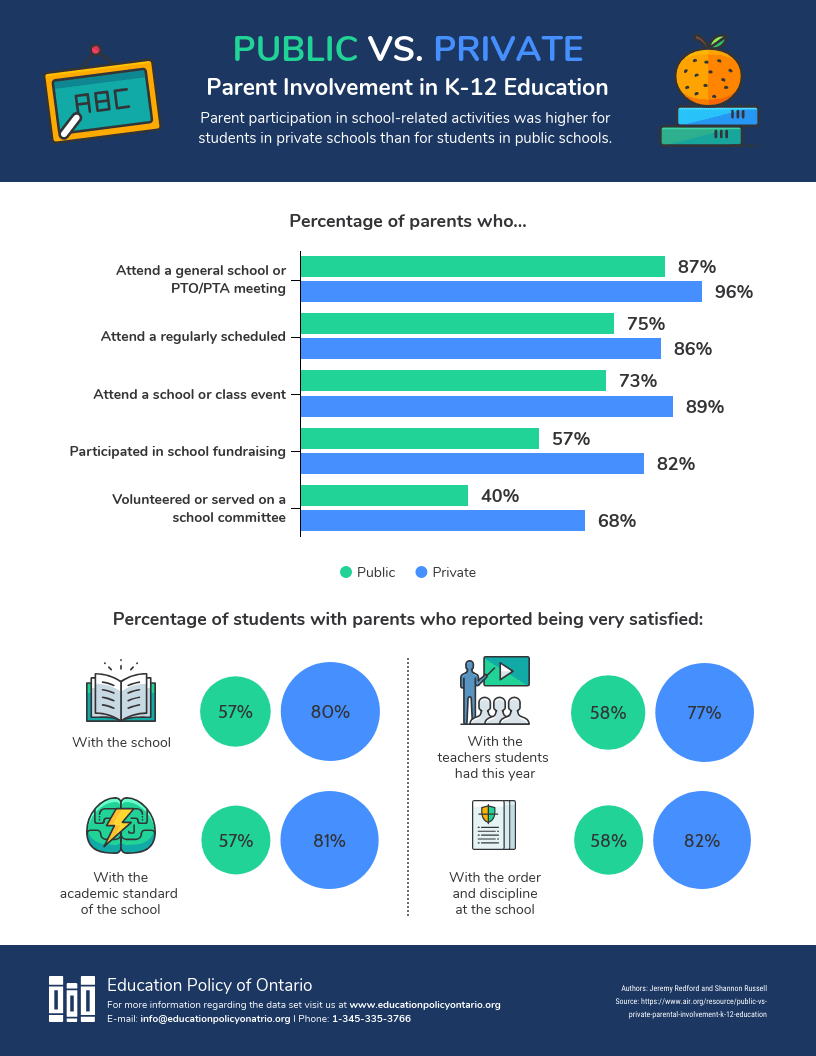 PUBLIC VS. PRIVATE
Parent Involvement in K-12 Education
Parent participation in school-related activities was higher for
students in private schools than for students in public schools.
ABC
Percentage of parents who...
Attend a general school or
PTO/PTA meeting
87%
96%
Attend a regularly scheduled
75%
86%
Attend a school or class event
73%
89%
Participated in school fundraising
57%
82%
Volunteered or served on a
school committee
40%
68%
Public
Private
Percentage of students with parents who reported being very satisfied:
With the school
57%
80%
With the
teachers students
had this year
58%
77%
With the
academic standard
of the school
57%
81%
With the order
and discipline
at the school
58%
82%
Education Policy of Ontario
For more information regarding the data set visit us at www.educationpolicyontario.org
E-mail: info@educationpolicyonatrio.org I Phone: 1-345-335-3766
Authors: Jeremy Redford and Shannon Russell
Source: https://www.air.org/resource/public-vs-
private-parental-involvement-k-12-education